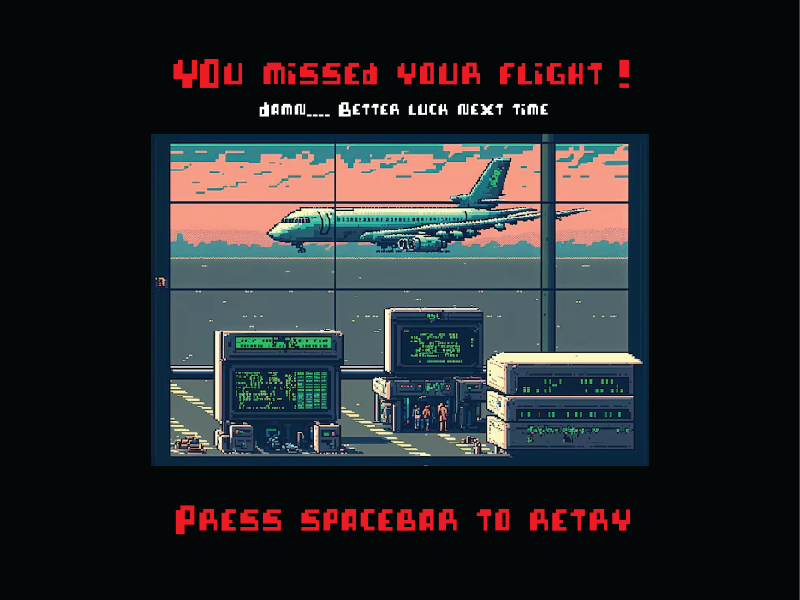 You missed your flight !
damn.... Better luck next time
Press spacebar to retry